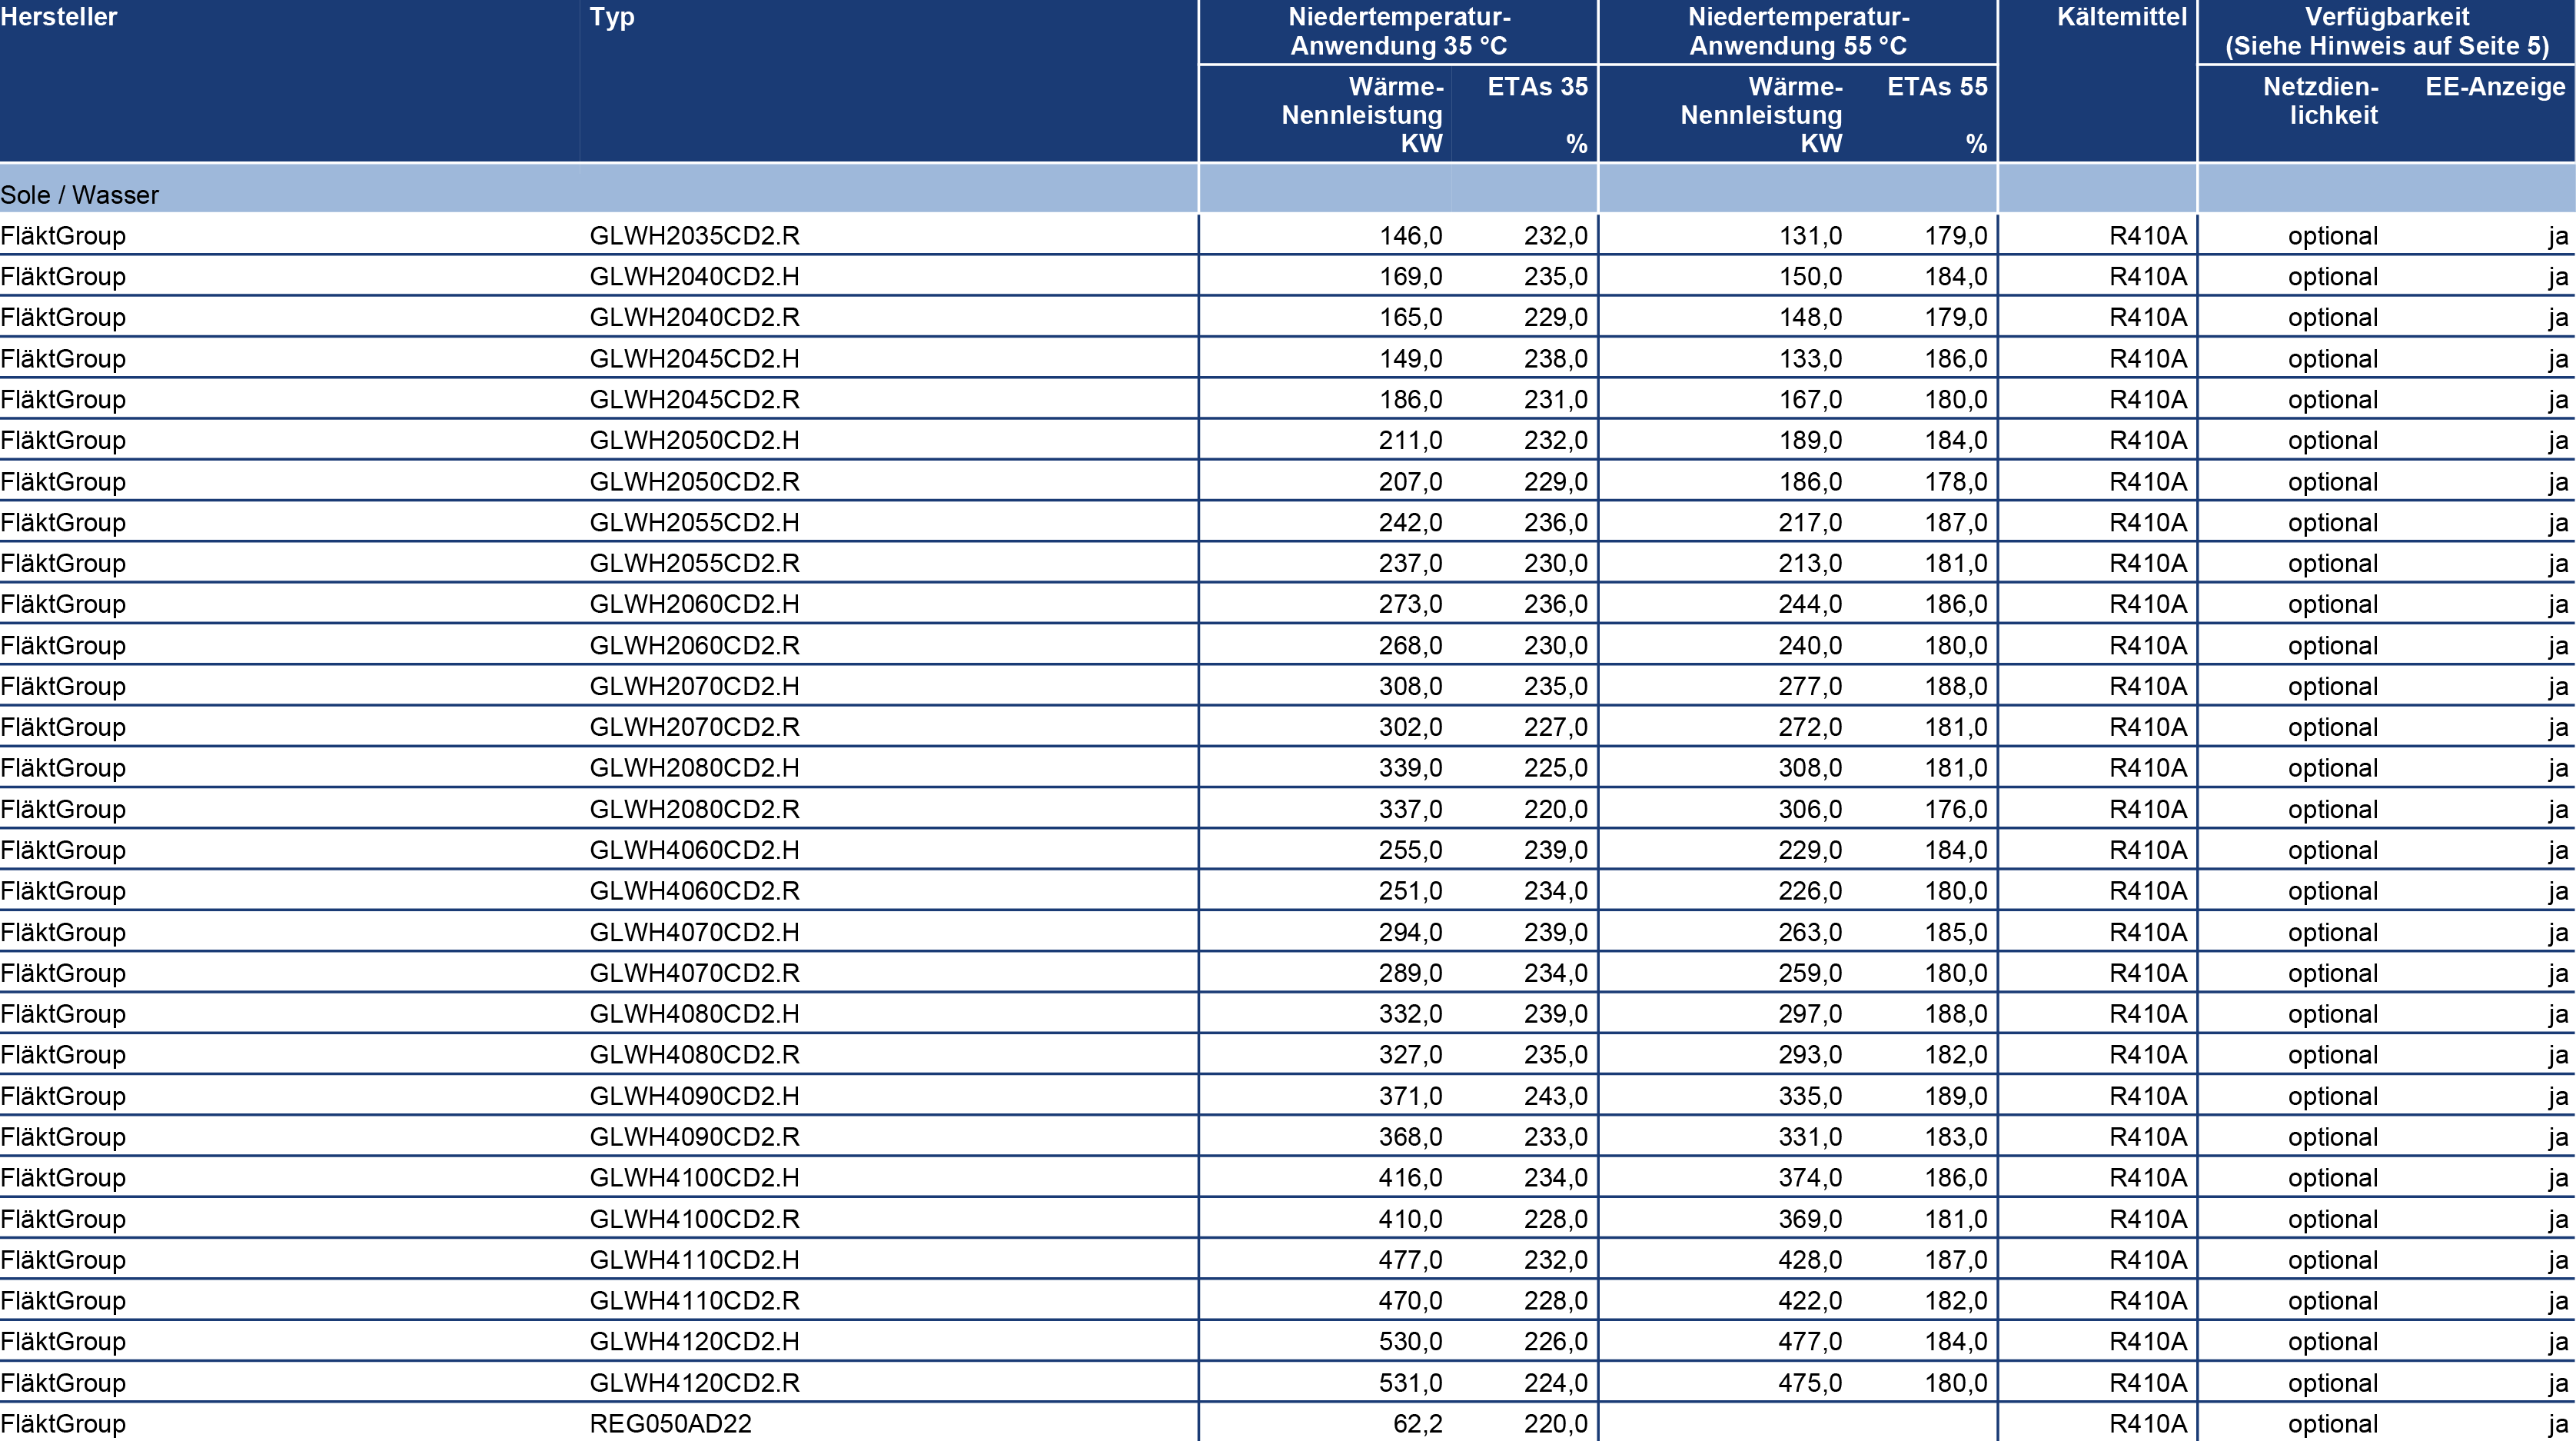 Hersteller Typ Niedertemperatur- Niedertemperatur- Kältemittel Verfügbarkeit
Anwendung 35 °C Anwendung 55 °C (Siehe Hinweis auf Seite 5)
Wärme- ETAs 35 Wärme- ETAs 55 Netzdien- EE-Anzeige
Nennleistung Nennleistung lichkeit
KW % KW %
Sole / Wasser
FläktGroup GLWH2035CD2.R 146,0 232,0 131,0 179,0 R410A optional ja
FläktGroup GLWH2040CD2.H 169,0 235,0 150,0 184,0 R410A optional ja
FläktGroup GLWH2040CD2.R 165,0 229,0 148,0 179,0 R410A optional ja
FläktGroup GLWH2045CD2.H 149,0 238,0 133,0 186,0 R410A optional ja
FläktGroup GLWH2045CD2.R 186,0 231,0 167,0 180,0 R410A optional ja
FläktGroup GLWH2050CD2.H 211,0 232,0 189,0 184,0 R410A optional ja
FläktGroup GLWH2050CD2.R 207,0 229,0 186,0 178,0 R410A optional ja
FläktGroup GLWH2055CD2.H 242,0 236,0 217,0 187,0 R410A optional ja
FläktGroup GLWH2055CD2.R 237,0 230,0 213,0 181,0 R410A optional ja
FläktGroup GLWH2060CD2.H 273,0 236,0 244,0 186,0 R410A optional ja
FläktGroup GLWH2060CD2.R 268,0 230,0 240,0 180,0 R410A optional ja
FläktGroup GLWH2070CD2.H 308,0 235,0 277,0 188,0 R410A optional ja
FläktGroup GLWH2070CD2.R 302,0 227,0 272,0 181,0 R410A optional ja
FläktGroup GLWH2080CD2.H 339,0 225,0 308,0 181,0 R410A optional ja
FläktGroup GLWH2080CD2.R 337,0 220,0 306,0 176,0 R410A optional ja
FläktGroup GLWH4060CD2.H 255,0 239,0 229,0 184,0 R410A optional ja
FläktGroup GLWH4060CD2.R 251,0 234,0 226,0 180,0 R410A optional ja
FläktGroup GLWH4070CD2.H 294,0 239,0 263,0 185,0 R410A optional ja
FläktGroup GLWH4070CD2.R 289,0 234,0 259,0 180,0 R410A optional ja
FläktGroup GLWH4080CD2.H 332,0 239,0 297,0 188,0 R410A optional ja
FläktGroup GLWH4080CD2.R 327,0 235,0 293,0 182,0 R410A optional ja
FläktGroup GLWH4090CD2.H 371,0 243,0 335,0 189,0 R410A optional ja
FläktGroup GLWH4090CD2.R 368,0 233,0 331,0 183,0 R410A optional ja
FläktGroup GLWH4100CD2.H 416,0 234,0 374,0 186,0 R410A optional ja
FläktGroup GLWH4100CD2.R 410,0 228,0 369,0 181,0 R410A optional ja
FläktGroup GLWH4110CD2.H 477,0 232,0 428,0 187,0 R410A optional ja
FläktGroup GLWH4110CD2.R 470,0 228,0 422,0 182,0 R410A optional ja
FläktGroup GLWH4120CD2.H 530,0 226,0 477,0 184,0 R410A optional ja
FläktGroup GLWH4120CD2.R 531,0 224,0 475,0 180,0 R410A optional ja
FläktGroup REG050AD22 62,2 220,0 R410A optional ja